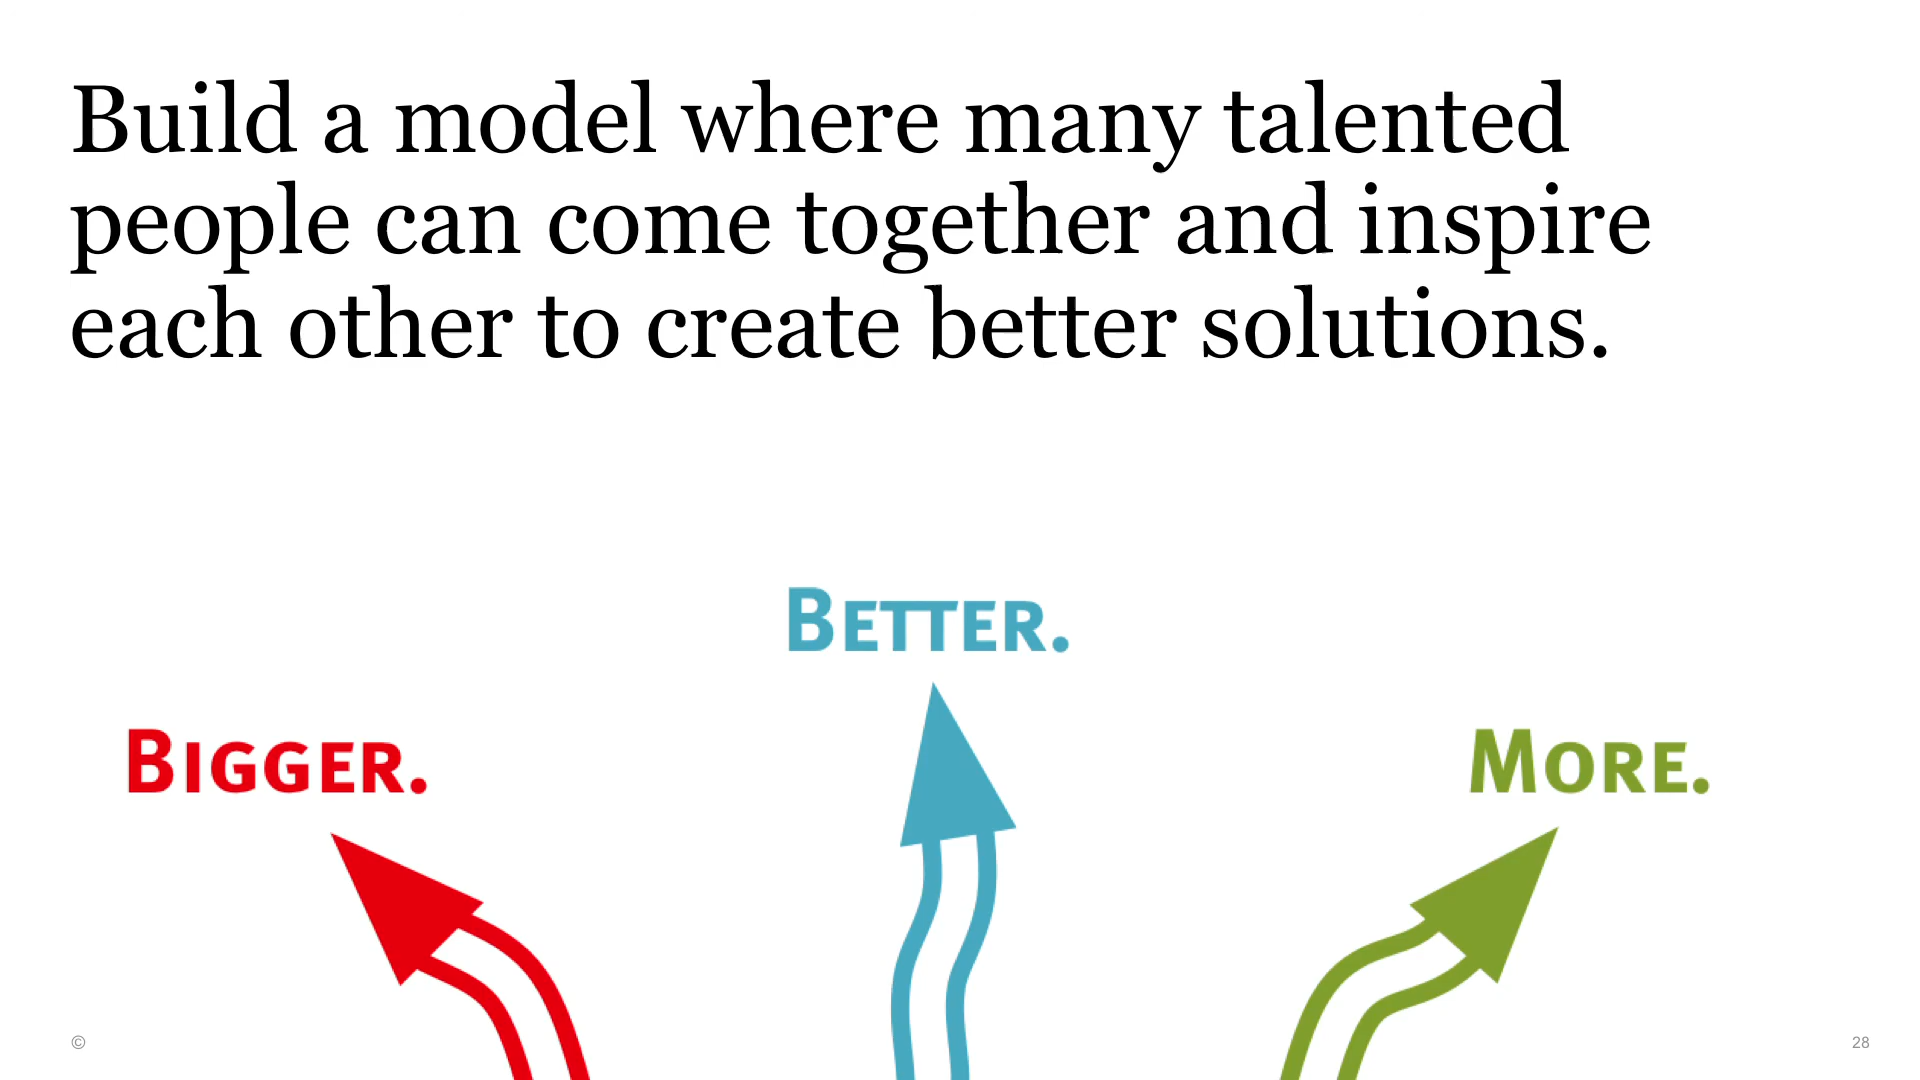 Build a model where many talented
people can come together and inspire
each other to create better solutions.
Better.
Bigger.
More.
©
28